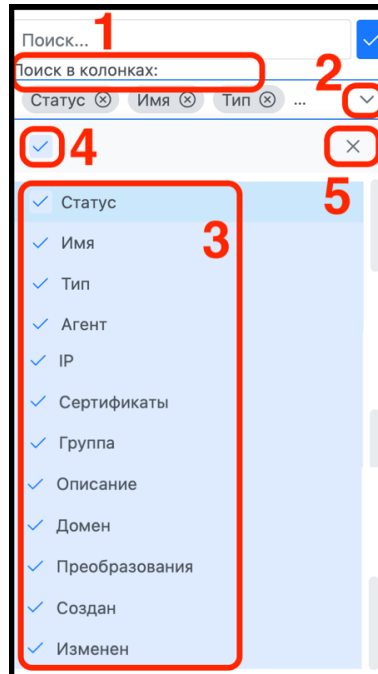 Поиск...
1
Поиск в колонках:
2
Статус Имя Тип ...
4
5
Статус
3
Имя
Тип
Агент
IP
Сертификаты
Группа
Описание
Домен
Преобразования
Создан
Изменен